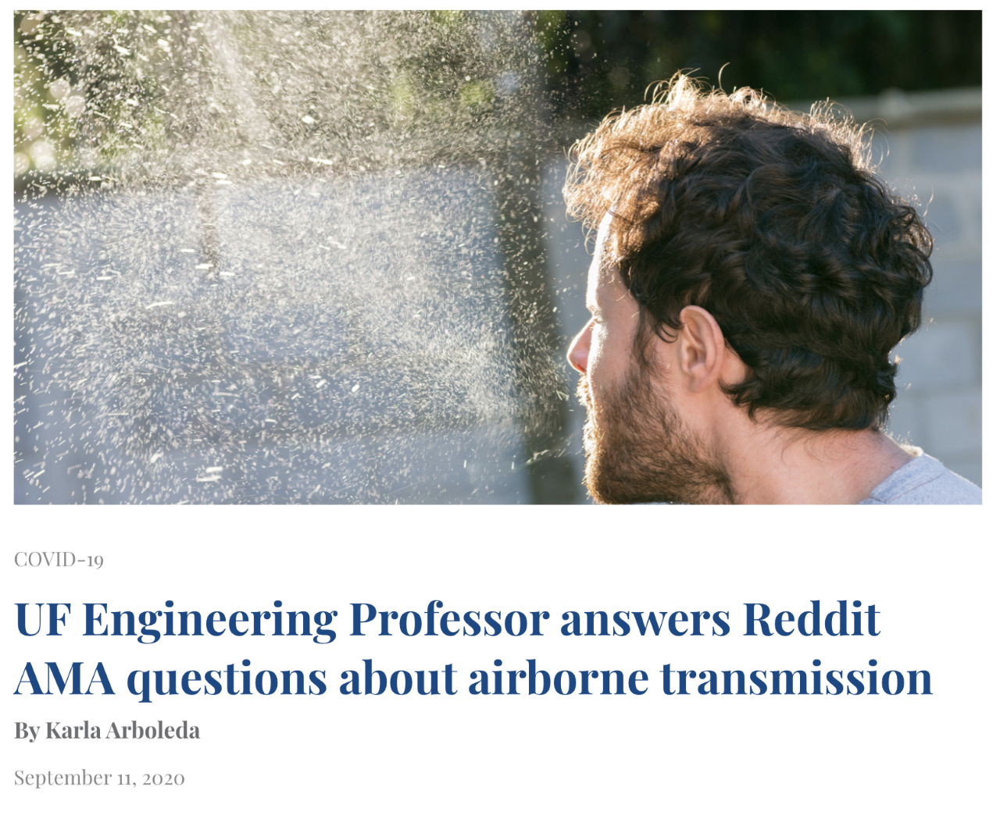 COVID-19
UF Engineering Professor answers Reddit
AMA questions about airborne transmission
By Karla Arboleda
September 11, 2020